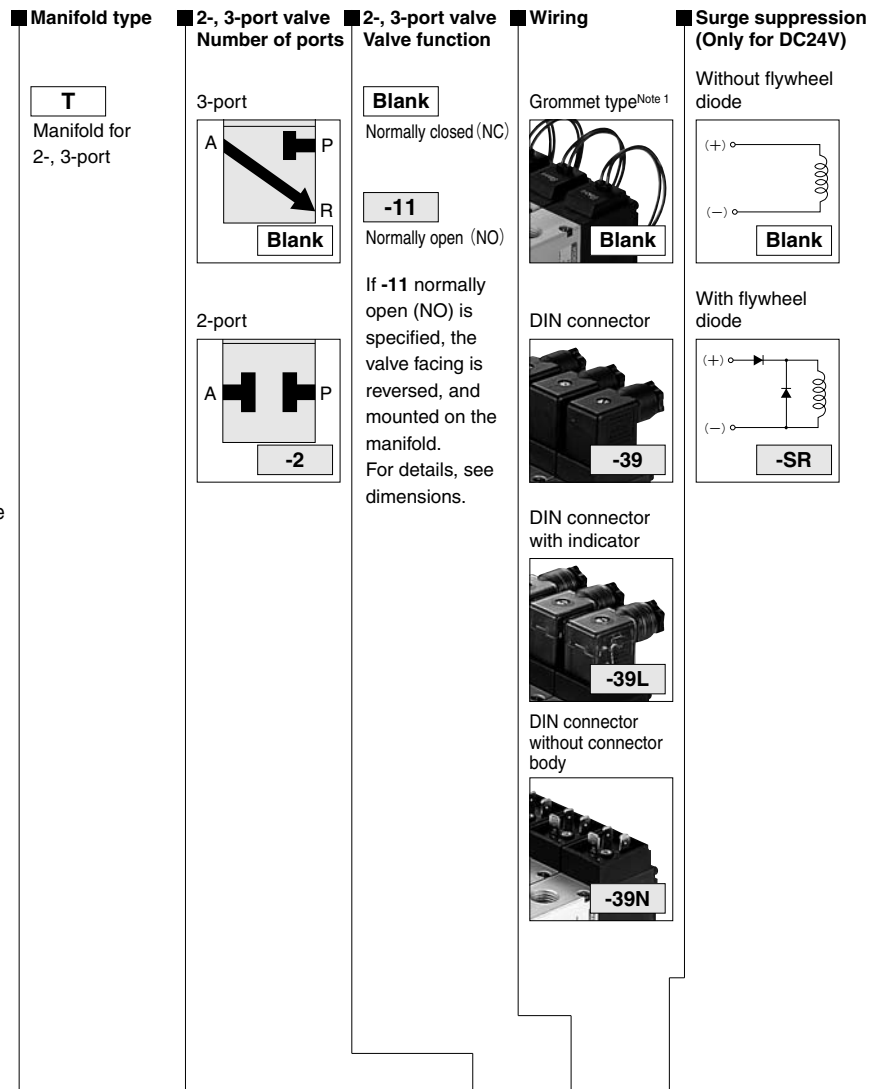 ■Manifold type
T
Manifold for
2-, 3-port
■2-, 3-port valve
Number of ports
3-port
A
P
R
Blank
2-port
A
P
-2
■2-, 3-port valve
Valve function
Blank
Normally closed (NC)
-11
Normally open (NO)
If -11 normally
open (NO) is
specified, the
valve facing is
reversed, and
mounted on the
manifold.
For details, see
dimensions.
■Wiring
Grommet type Note 1
Blank
DIN connector
-39
DIN connector
with indicator
-39L
DIN connector
without connector
body
-39N
■Surge suppression
(Only for DC24V)
Without flywheel
diode
(+)
(−)
Blank
With flywheel
diode
(+)
(−)
-SR
e